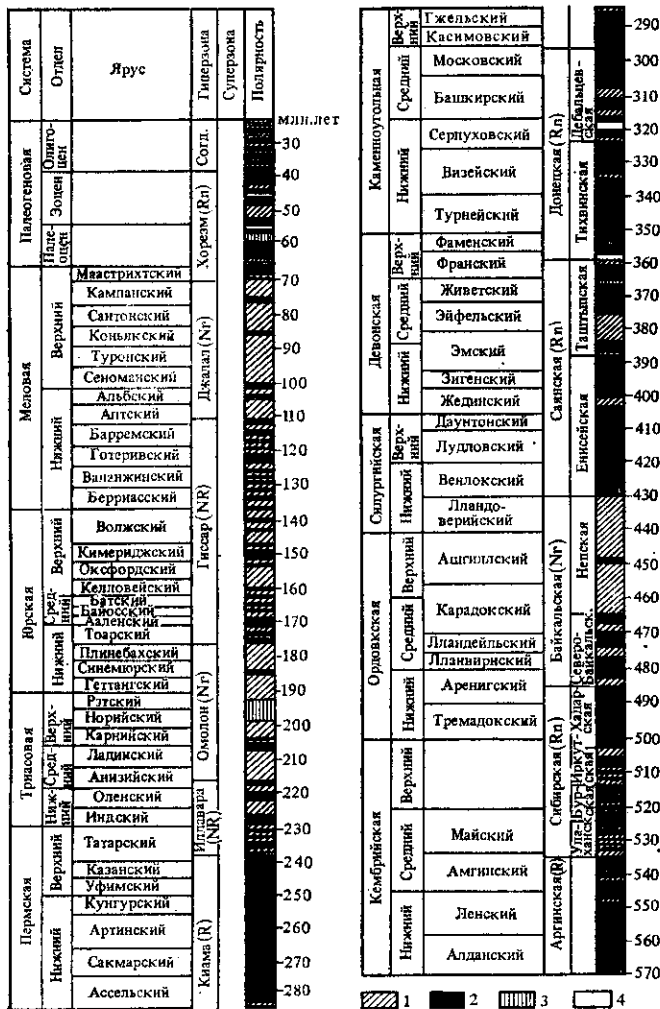 Система
Отдел
Ярус
Гиперзона
Суперзона
Полярность
млн.лет
Палеогеновая
Олигоцен
Эоцен
Палеоцен
Согд.
Хорезм (Rn)
Меловая
Верхний
Маастрихтский
Кампанский
Сантонский
Коньякский
Туронский
Сеноманский
Джалал (Nr)
Нижний
Альбский
Аптский
Барремский
Готеривский
Валанжинский
Берриасский
Гиссар (NR)
Юрская
Верхний
Волжский
Кимериджский
Оксфордский
Сред-
ний
Келловейский
Батский
Байосский
Ааленский
Нижний
Тоарский
Плинебахский
Синемюрский
Геттангский
Омолон (Nr)
Триасовая
Верх-
ний
Рэтский
Норийский
Карнийский
Сред-
ний
Ладинский
Анизийский
Ниж-
ний
Оленский
Индский
Иллавара
(NR)
Пермская
Верхний
Татарский
Казанский
Уфимский
Нижний
Кунгурский
Артинский
Сакмарский
Ассельский
Киама (R)
30
40
50
60
70
80
90
100
110
120
130
140
150
160
170
180
190
200
210
220
230
240
250
260
270
280
Каменноугольная
Верх-
ний
Гжельский
Касимовский
Средний
Московский
Башкирский
Нижний
Серпуховский
Визейский
Турнейский
Донецкая (Rn)
Дебальцев-
ская
Тихвинская
Девонская
Верх-
ний
Фаменский
Франский
Средний
Живетский
Эйфельский
Нижний
Эмский
Зигенский
Жединский
Саянская (Rn)
Таштыпская
Енисейская
Силурийская
Верх-
ний
Даунтонский
Лудловский
Нижний
Венлокский
Лландо-
верийский
Ордовкская
Верхний
Ашгиллский
Средний
Карадокский
Лландейльский
Лланвирнский
Нижний
Аренигский
Тремадокский
Байкальская (Nr)
Непская
Северо-
Байкальск.
Кембрийская
Верхний
Средний
Майский
Амгинский
Нижний
Ленский
Алданский
Сибирская (Rn)
Хадар-
ская
Иркут-
ская
Бур-
Уда-
ханская
Аргинская (R)
290
300
310
320
330
340
350
360
370
380
390
400
410
420
430
440
450
460
470
480
490
500
510
520
530
540
550
560
570
1
2
3
4